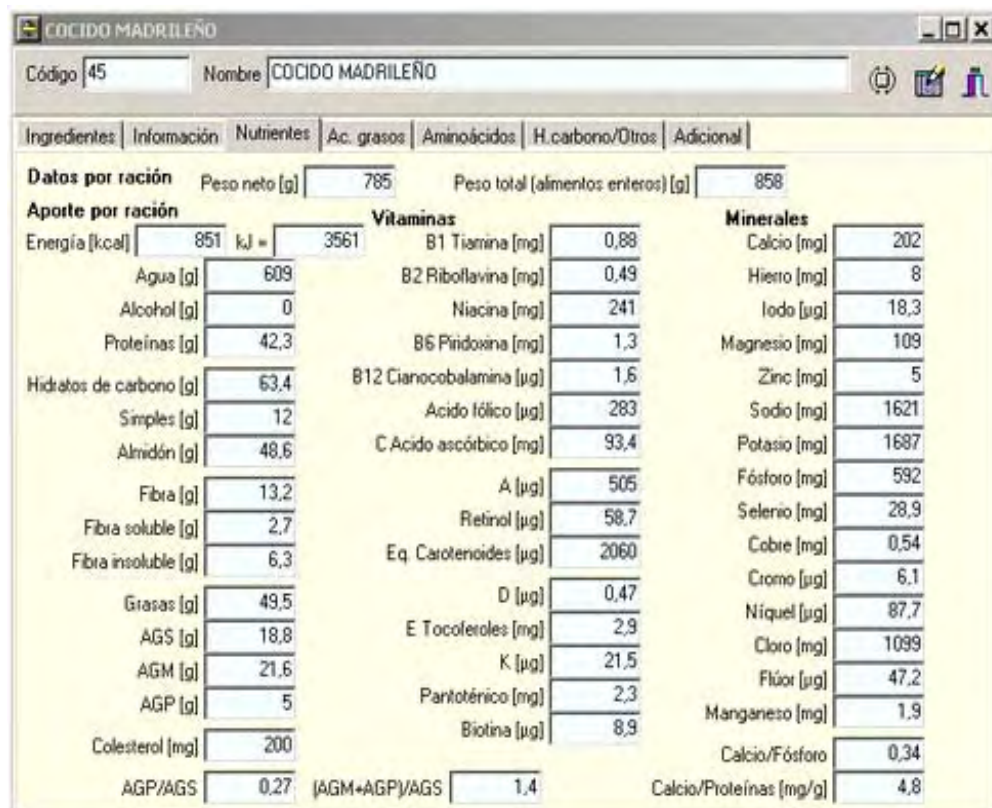 COCIDO MADRILEÑO
Código 45 Nombre COCIDO MADRILEÑO
Ingredientes Información Nutrientes Ac. grasos Aminoácidos H.carbono/Otros Adicional
Datos por ración Peso neto [g] 785 Peso total (alimentos enteros) [g] 858
Aporte por ración Vitaminas Minerales
Energía [kcal] 851 kJ = 3561 B1 Tiamina [mg] 0,88 Calcio [mg] 202
Agua [g] 609 B2 Riboflavina [mg] 0,49 Hierro [mg] 8
Alcohol [g] 0 Niacina [mg] 241 Iodo [µg] 18,3
Proteínas [g] 42,3 B6 Piridoxina [mg] 1,3 Magnesio [mg] 109
Hidratos de carbono [g] 63,4 B12 Cianocobalamina [µg] 1,6 Zinc [mg] 5
Simples [g] 12 Acido fólico [µg] 283 Sodio [mg] 1621
Almidón [g] 48,6 C Acido ascórbico [mg] 93,4 Potasio [mg] 1687
Fibra [g] 13,2 A [µg] 505 Fósforo [mg] 592
Fibra soluble [g] 2,7 Retinol [µg] 58,7 Selenio [mg] 28,9
Fibra insoluble [g] 6,3 Eq. Carotenoides [µg] 2060 Cobre [mg] 0,54
Grasas [g] 49,5 D [µg] 0,47 Cromo [µg] 6,1
AGS [g] 18,8 E Tocoferoles [mg] 2,9 Níquel [µg] 87,7
AGM [g] 21,6 K [µg] 21,5 Cloro [mg] 1099
AGP [g] 5 Pantoténico [mg] 2,3 Flúor [µg] 47,2
Colesterol [mg] 200 Biotina [µg] 8,9 Manganeso [mg] 1,9
Calcio/Fósforo 0,34
AGP/AGS 0,27 (AGM+AGP)/AGS 1,4 Calcio/Proteínas [mg/g] 4,8